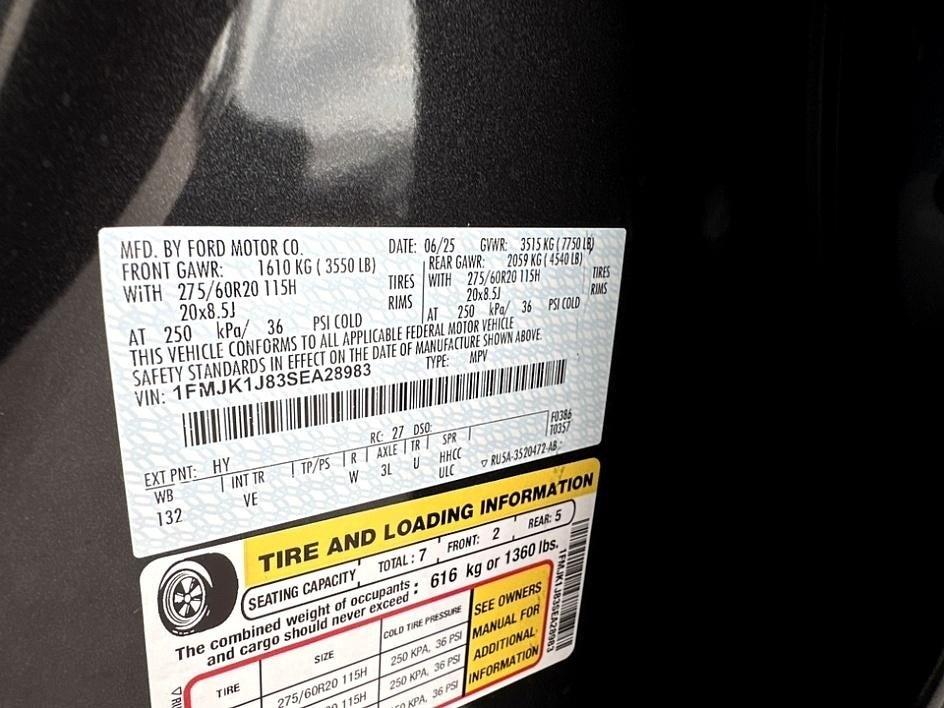 MFD. BY FORD MOTOR CO. DATE: 06/25 GVWR: 3515 KG ( 7750 LB)
FRONT GAWR: 1610 KG ( 3550 LB) REAR GAWR: 2059 KG ( 4540 LB)
WITH 275/60R20 115H TIRES WITH 275/60R20 115H TIRES
20x8.5J RIMS 20x8.5J RIMS
AT 250 kPa/ 36 PSI COLD AT 250 kPa/ 36 PSI COLD
THIS VEHICLE CONFORMS TO ALL APPLICABLE FEDERAL MOTOR VEHICLE
SAFETY STANDARDS IN EFFECT ON THE DATE OF MANUFACTURE SHOWN ABOVE.
VIN: 1FMJK1J83SEA28983 TYPE: MPV
F0386
T0357
EXT PNT: HY RC: 27 DSO:
WB INT TR TP/PS R AXLE TR SPR
132 VE W 3L U HHCC
ULC ▽ RUSA-3520472-AB
TIRE AND LOADING INFORMATION
SEATING CAPACITY TOTAL : 7 FRONT: 2 REAR: 5
The combined weight of occupants and cargo should never exceed : 616 kg or 1360 lbs.
TIRE SIZE COLD TIRE PRESSURE
275/60R20 115H 250 KPA, 36 PSI
115H 250 KPA, 36 PSI
KPA, 36 PSI
SEE OWNERS
MANUAL FOR
ADDITIONAL
INFORMATION
1FMJK1J83SEA28983